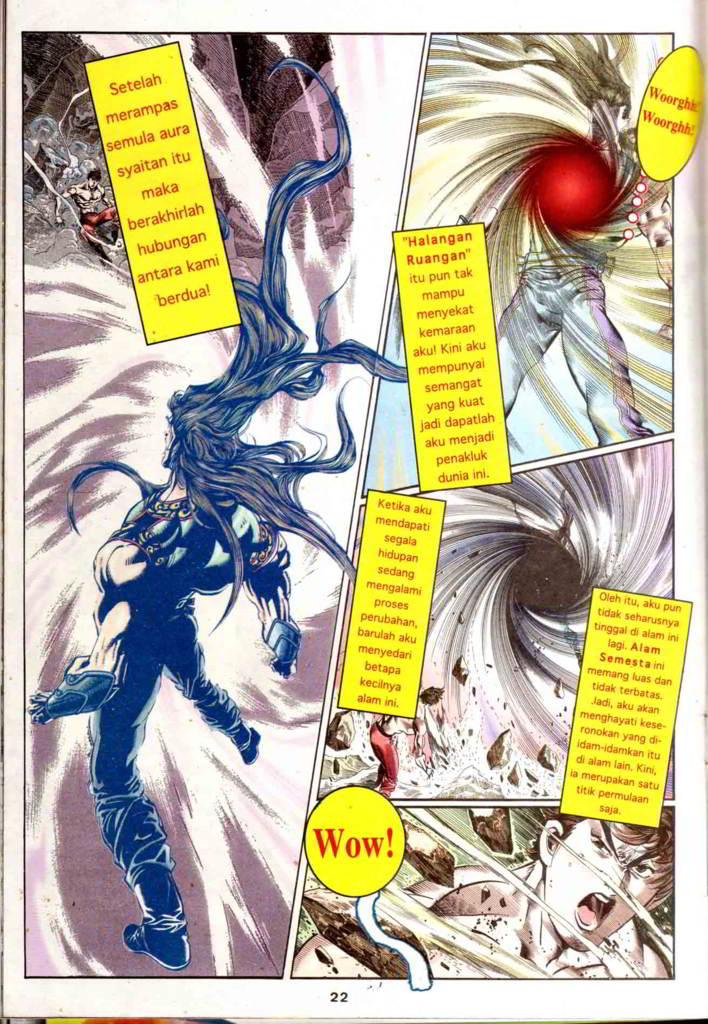 Setelah
merampas
semula aura
syaitan itu
maka
berakhirlah
hubungan
antara kami
berdua!
Woorghh!
Woorghh!
"Halangan
Ruangan"
itu pun tak
mampu
menyekat
kemaraan
aku! Kini aku
mempunyai
semangat
yang kuat
jadi dapatlah
aku menjadi
penakluk
dunia ini.
Ketika aku
mendapati
segala
hidupan
sedang
mengalami
proses
perubahan,
barulah aku
menyedari
betapa
kecilnya
alam ini.
Oleh itu, aku pun
tidak seharusnya
tinggal di alam ini
lagi. Alam
Semesta ini
memang luas dan
tidak terbatas.
Jadi, aku akan
menghayati kese-
ronokan yang di-
idam-idamkan itu
di alam lain. Kini,
ia merupakan satu
titik permulaan
saja.
Wow!
22